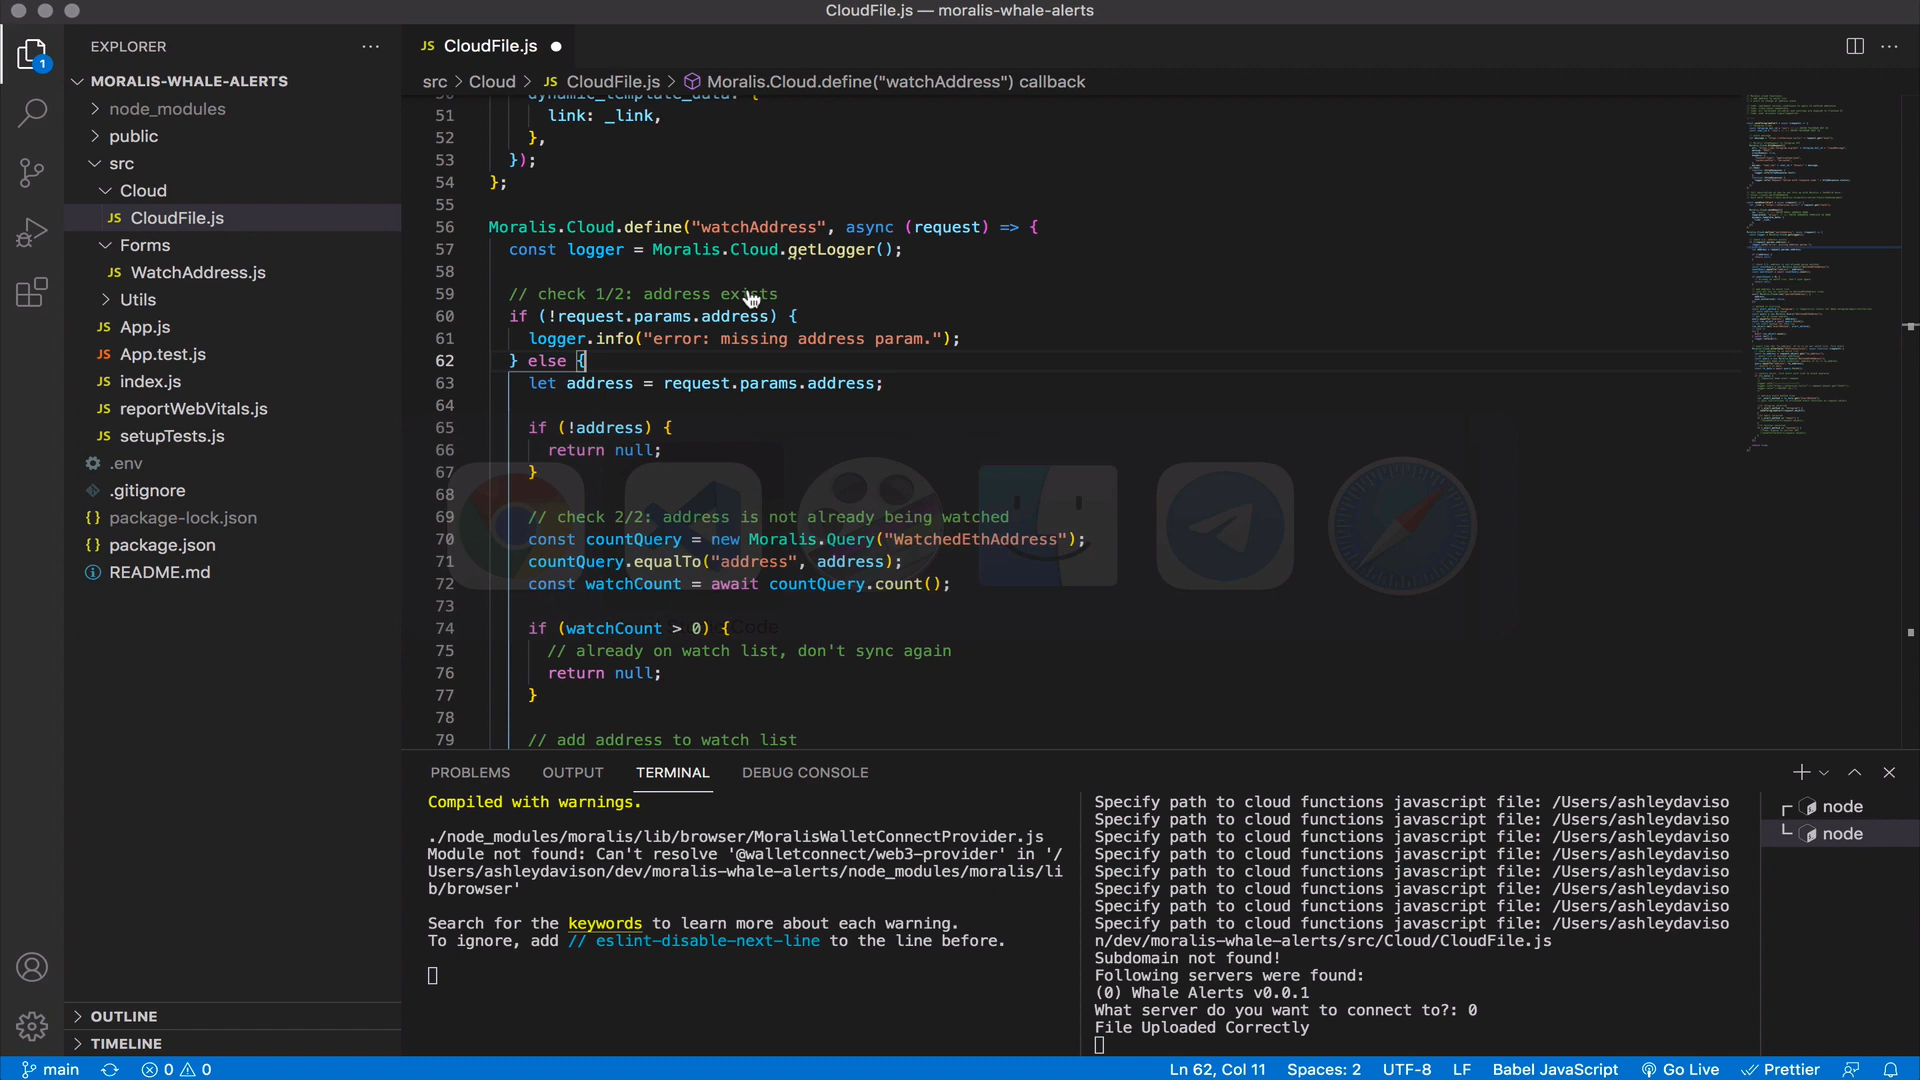 CloudFile.js — moralis-whale-alerts
EXPLORER
MORALIS-WHALE-ALERTS
node_modules
public
src
Cloud
JS CloudFile.js
Forms
JS WatchAddress.js
Utils
JS App.js
JS App.test.js
JS index.js
JS reportWebVitals.js
JS setupTests.js
.env
.gitignore
{} package-lock.json
{} package.json
README.md
OUTLINE
TIMELINE
1
JS CloudFile.js
src > Cloud > JS CloudFile.js > Moralis.Cloud.define("watchAddress") callback
50 dynamic_template_data: {
51 link: _link,
52 },
53 });
54 };
55
56 Moralis.Cloud.define("watchAddress", async (request) => {
57 const logger = Moralis.Cloud.getLogger();
58
59 // check 1/2: address exists
60 if (!request.params.address) {
61 logger.info("error: missing address param.");
62 } else {
63 let address = request.params.address;
64
65 if (!address) {
66 return null;
67 }
68
69 // check 2/2: address is not already being watched
70 const countQuery = new Moralis.Query("WatchedEthAddress");
71 countQuery.equalTo("address", address);
72 const watchCount = await countQuery.count();
73
74 if (watchCount > 0) {
75 // already on watch list, don't sync again
76 return null;
77 }
78
79 // add address to watch list
Code
PROBLEMS OUTPUT TERMINAL DEBUG CONSOLE
Compiled with warnings.
./node_modules/moralis/lib/browser/MoralisWalletConnectProvider.js
Module not found: Can't resolve '@walletconnect/web3-provider' in '/
Users/ashleydavison/dev/moralis-whale-alerts/node_modules/moralis/li
b/browser'
Search for the keywords to learn more about each warning.
To ignore, add // eslint-disable-next-line to the line before.
Specify path to cloud functions javascript file: /Users/ashleydaviso
Specify path to cloud functions javascript file: /Users/ashleydaviso
Specify path to cloud functions javascript file: /Users/ashleydaviso
Specify path to cloud functions javascript file: /Users/ashleydaviso
Specify path to cloud functions javascript file: /Users/ashleydaviso
Specify path to cloud functions javascript file: /Users/ashleydaviso
Specify path to cloud functions javascript file: /Users/ashleydaviso
Specify path to cloud functions javascript file: /Users/ashleydaviso
n/dev/moralis-whale-alerts/src/Cloud/CloudFile.js
Subdomain not found!
Following servers were found:
(0) Whale Alerts v0.0.1
What server do you want to connect to?: 0
File Uploaded Correctly
node
node
main 0 0 Ln 62, Col 11 Spaces: 2 UTF-8 LF Babel JavaScript Go Live Prettier